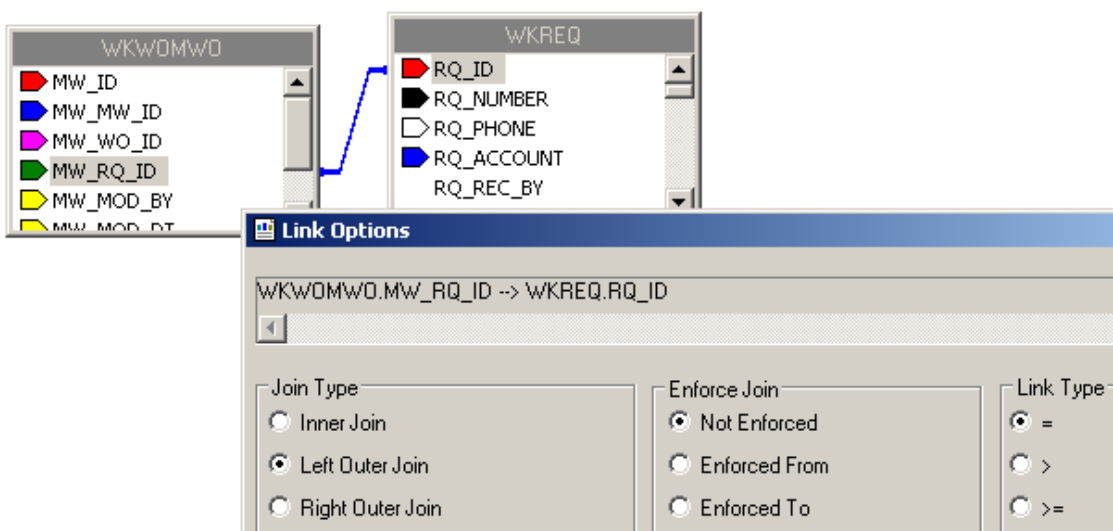 WKWOMWO
MW_ID
MW_MW_ID
MW_WO_ID
MW_RQ_ID
MW_MOD_BY
MW_MOD_DT
WKREQ
RQ_ID
RQ_NUMBER
RQ_PHONE
RQ_ACCOUNT
RQ_REC_BY
Link Options
WKWOMWO.MW_RQ_ID --> WKREQ.RQ_ID
Join Type
Inner Join
Left Outer Join
Right Outer Join
Enforce Join
Not Enforced
Enforced From
Enforced To
Link Type
=
>
>=